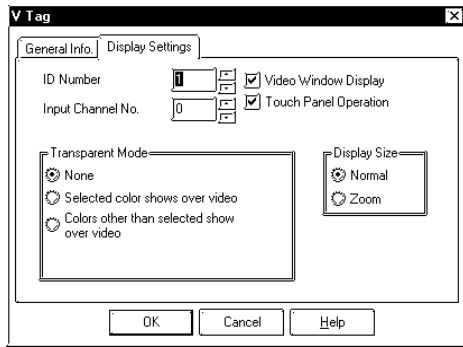 V Tag
General Info.
Display Settings
ID Number
1
Video Window Display
Input Channel No.
0
Touch Panel Operation
Transparent Mode
None
Selected color shows over video
Colors other than selected show
over video
Display Size
Normal
Zoom
OK
Cancel
Help